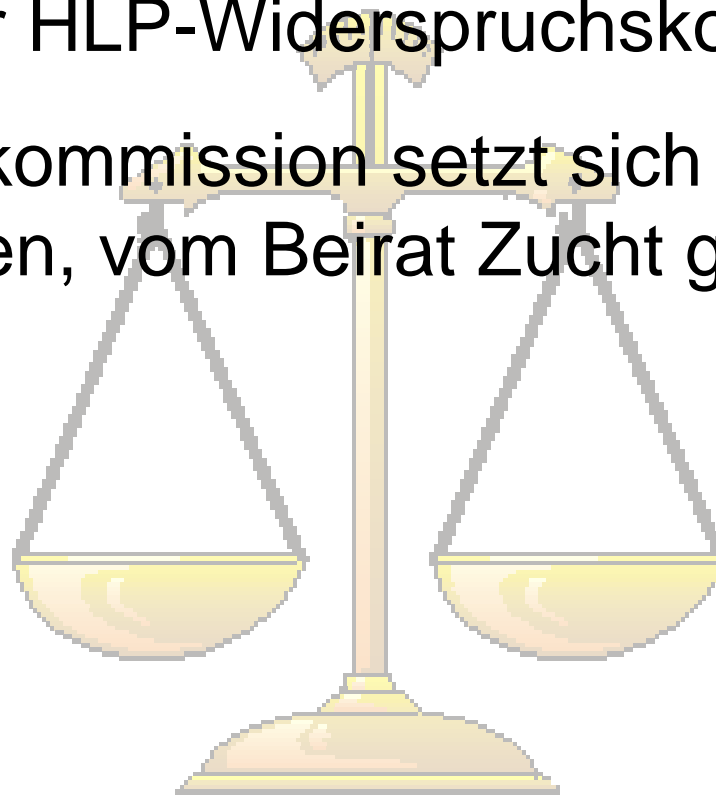 r HLP-Widerspruchsko
kommission setzt sich
en, vom Beirat Zucht g